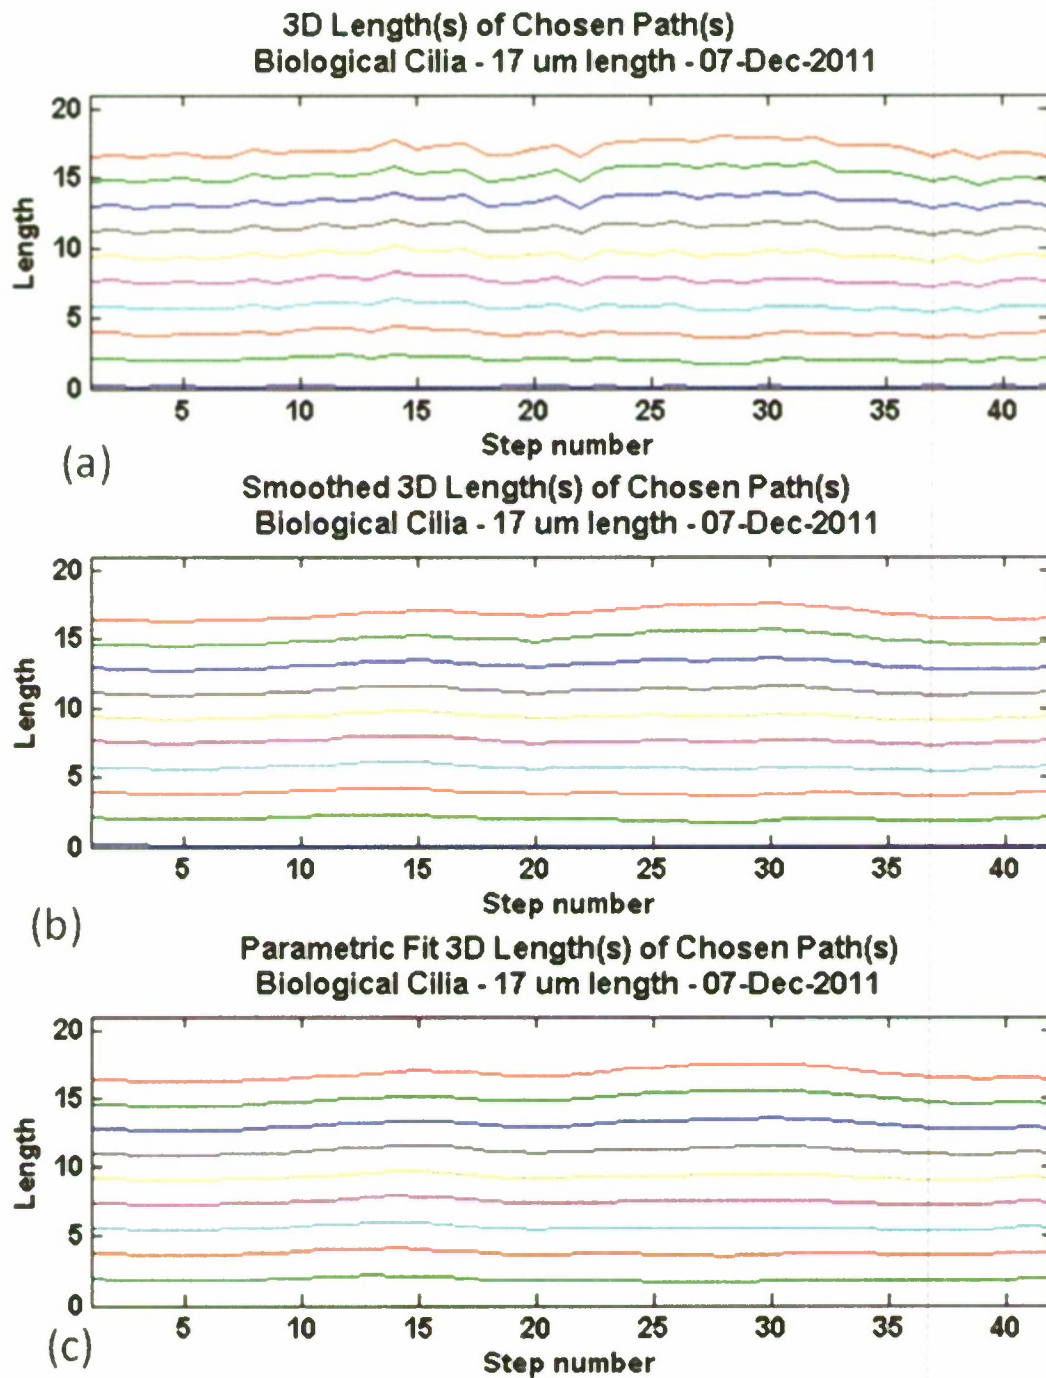 3D Length(s) of Chosen Path(s)
Biological Cilia - 17 um length - 07-Dec-2011
20
15
10
5
0
Length
5 10 15 20 25 30 35 40
Step number
(a)
Smoothed 3D Length(s) of Chosen Path(s)
Biological Cilia - 17 um length - 07-Dec-2011
20
15
10
5
0
Length
5 10 15 20 25 30 35 40
Step number
(b)
Parametric Fit 3D Length(s) of Chosen Path(s)
Biological Cilia - 17 um length - 07-Dec-2011
20
15
10
5
0
Length
5 10 15 20 25 30 35 40
Step number
(c)